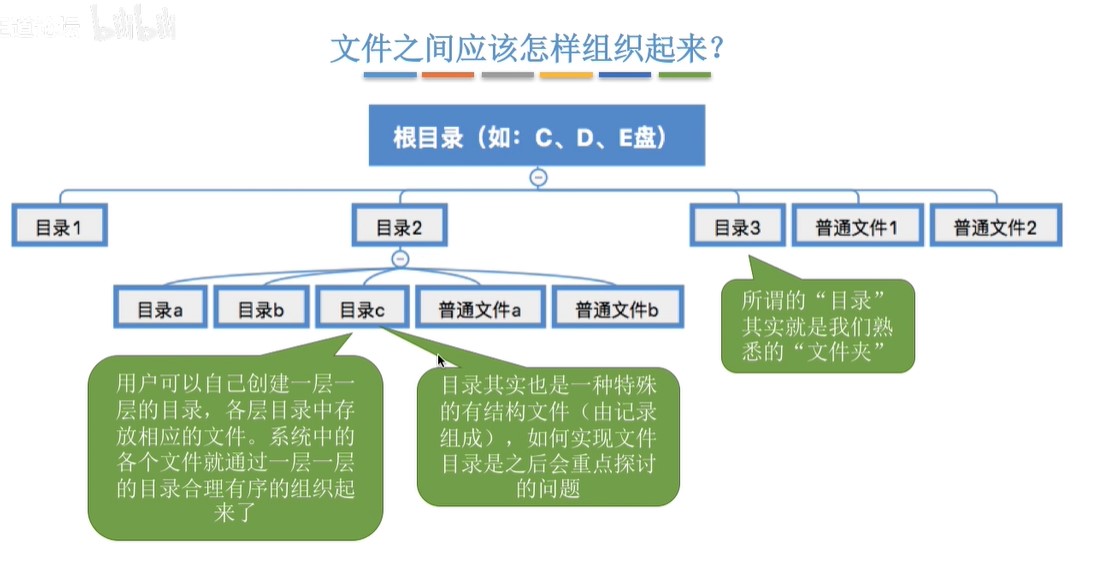 bilibili
文件之间应该怎样组织起来？
根目录（如：C、D、E盘）
目录1
目录2
目录3
普通文件1
普通文件2
目录a
目录b
目录c
普通文件a
普通文件b
所谓的“目录”
其实就是我们熟
悉的“文件夹”
用户可以自己创建一层一
层的目录，各层目录中存
放相应的文件。系统中的
各个文件就通过一层一层
的目录合理有序的组织起
来了
目录其实也是一种特殊
的有结构文件（由记录
组成），如何实现文件
目录是之后会重点探讨
的问题